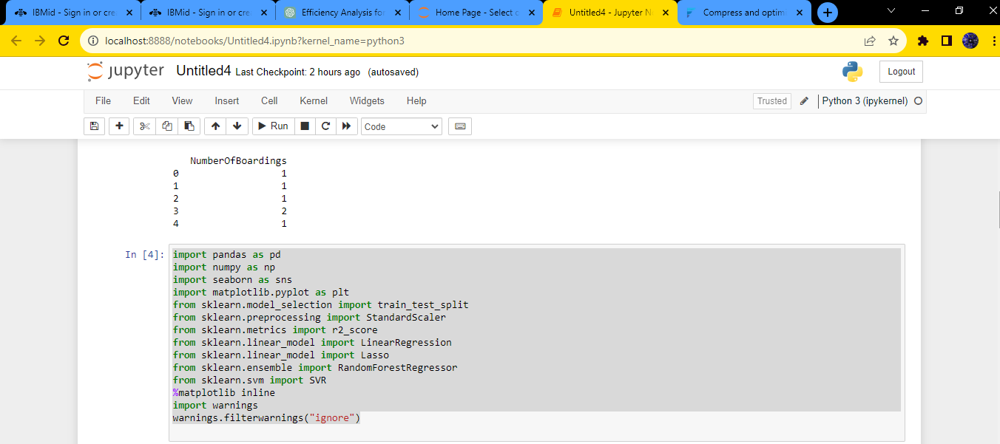 IBMid - Sign in or cre
IBMid - Sign in or cre
Efficiency Analysis for
Home Page - Select o
Untitled4 - Jupyter N
Compress and optim
localhost:8888/notebooks/Untitled4.ipynb?kernel_name=python3
jupyter Untitled4 Last Checkpoint: 2 hours ago (autosaved)
Logout
File Edit View Insert Cell Kernel Widgets Help
Trusted Python 3 (ipykernel)
Run Code
NumberOfBoardings
0 1
1 1
2 1
3 2
4 1
In [4]:
import pandas as pd
import numpy as np
import seaborn as sns
import matplotlib.pyplot as plt
from sklearn.model_selection import train_test_split
from sklearn.preprocessing import StandardScaler
from sklearn.metrics import r2_score
from sklearn.linear_model import LinearRegression
from sklearn.linear_model import Lasso
from sklearn.ensemble import RandomForestRegressor
from sklearn.svm import SVR
%matplotlib inline
import warnings
warnings.filterwarnings("ignore")